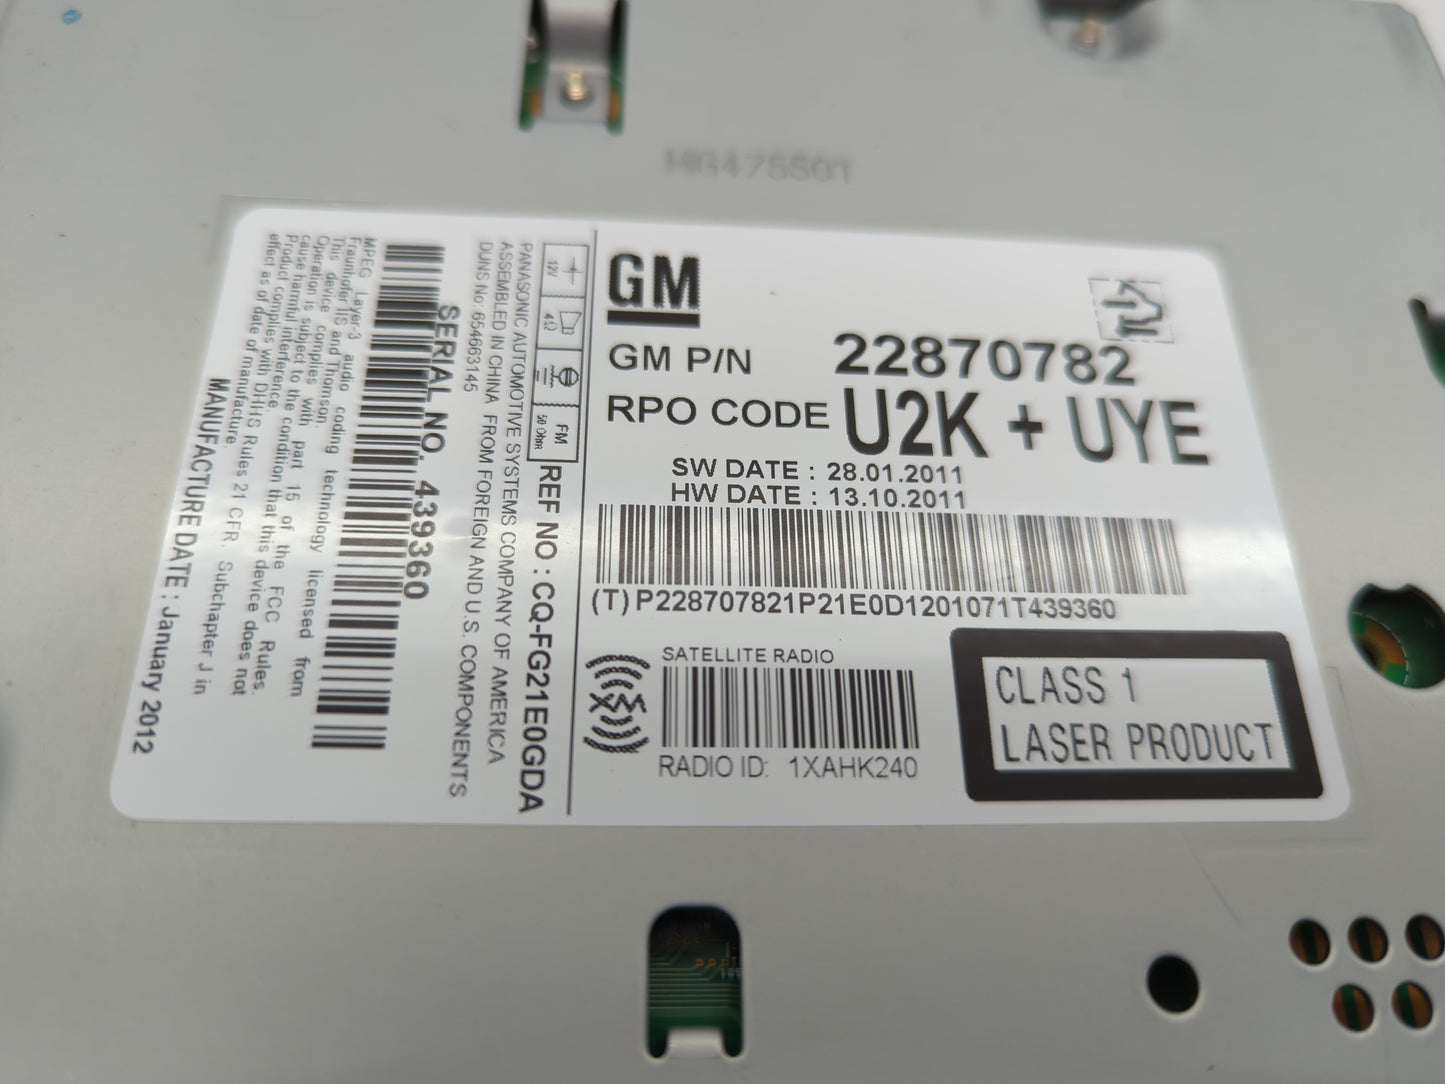 HG475501
GM
GM P/N 22870782
RPO CODE U2K + UYE
SW DATE : 28.01.2011
HW DATE : 13.10.2011
(T)P228707821P21E0D1201071T439360
SATELLITE RADIO
RADIO ID: 1XAHK240
CLASS 1
LASER PRODUCT
12V
4Ω
FM
50 Ohm
REF NO : CQ-FG21E0GDA
PANASONIC AUTOMOTIVE SYSTEMS COMPANY OF AMERICA
ASSEMBLED IN CHINA FROM FOREIGN AND U.S. COMPONENTS
DUNS No.:654663145
SERIAL NO. 439360
MPEG Layer-3 audio coding technology licensed from
Fraunhofer IIS and Thomson.
This device complies with part 15 of the FCC Rules.
Operation is subject to the condition that this device does not
cause harmful interference.
Product complies with DHHS Rules 21 CFR. Subchapter J in
effect as of date of manufacture.
MANUFACTURE DATE : January 2012